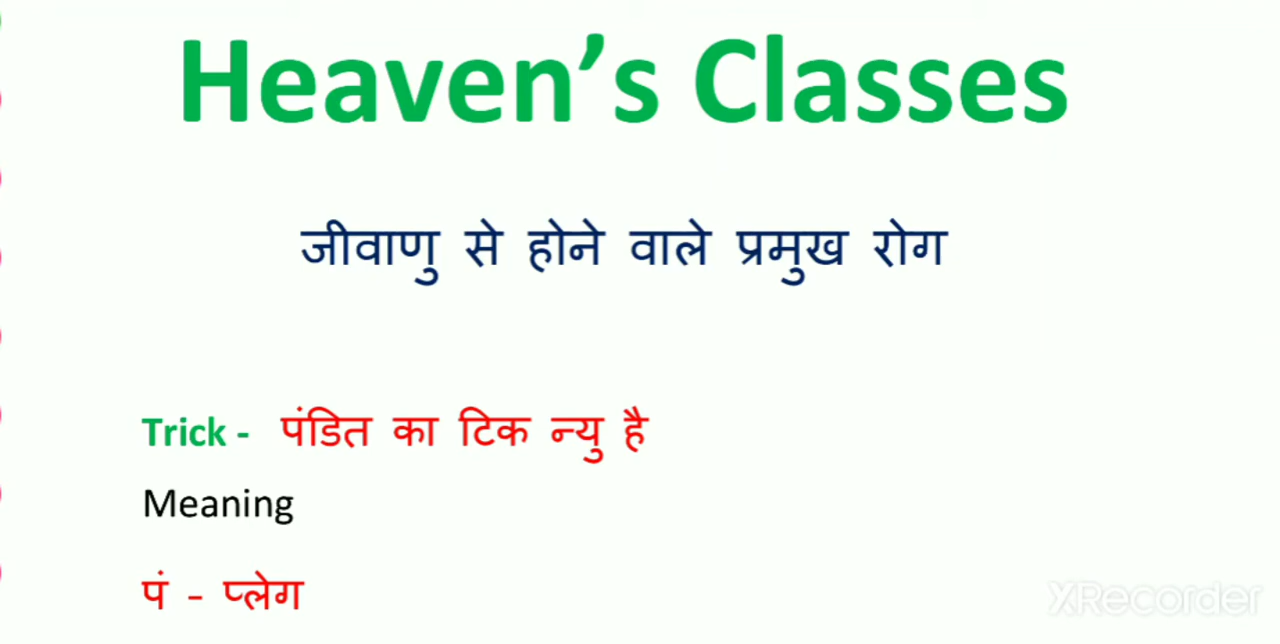 Heaven’s Classes
जीवाणु से होने वाले प्रमुख रोग
Trick - पंडित का टिक न्यु है
Meaning
पं - प्लेग
XRecorder